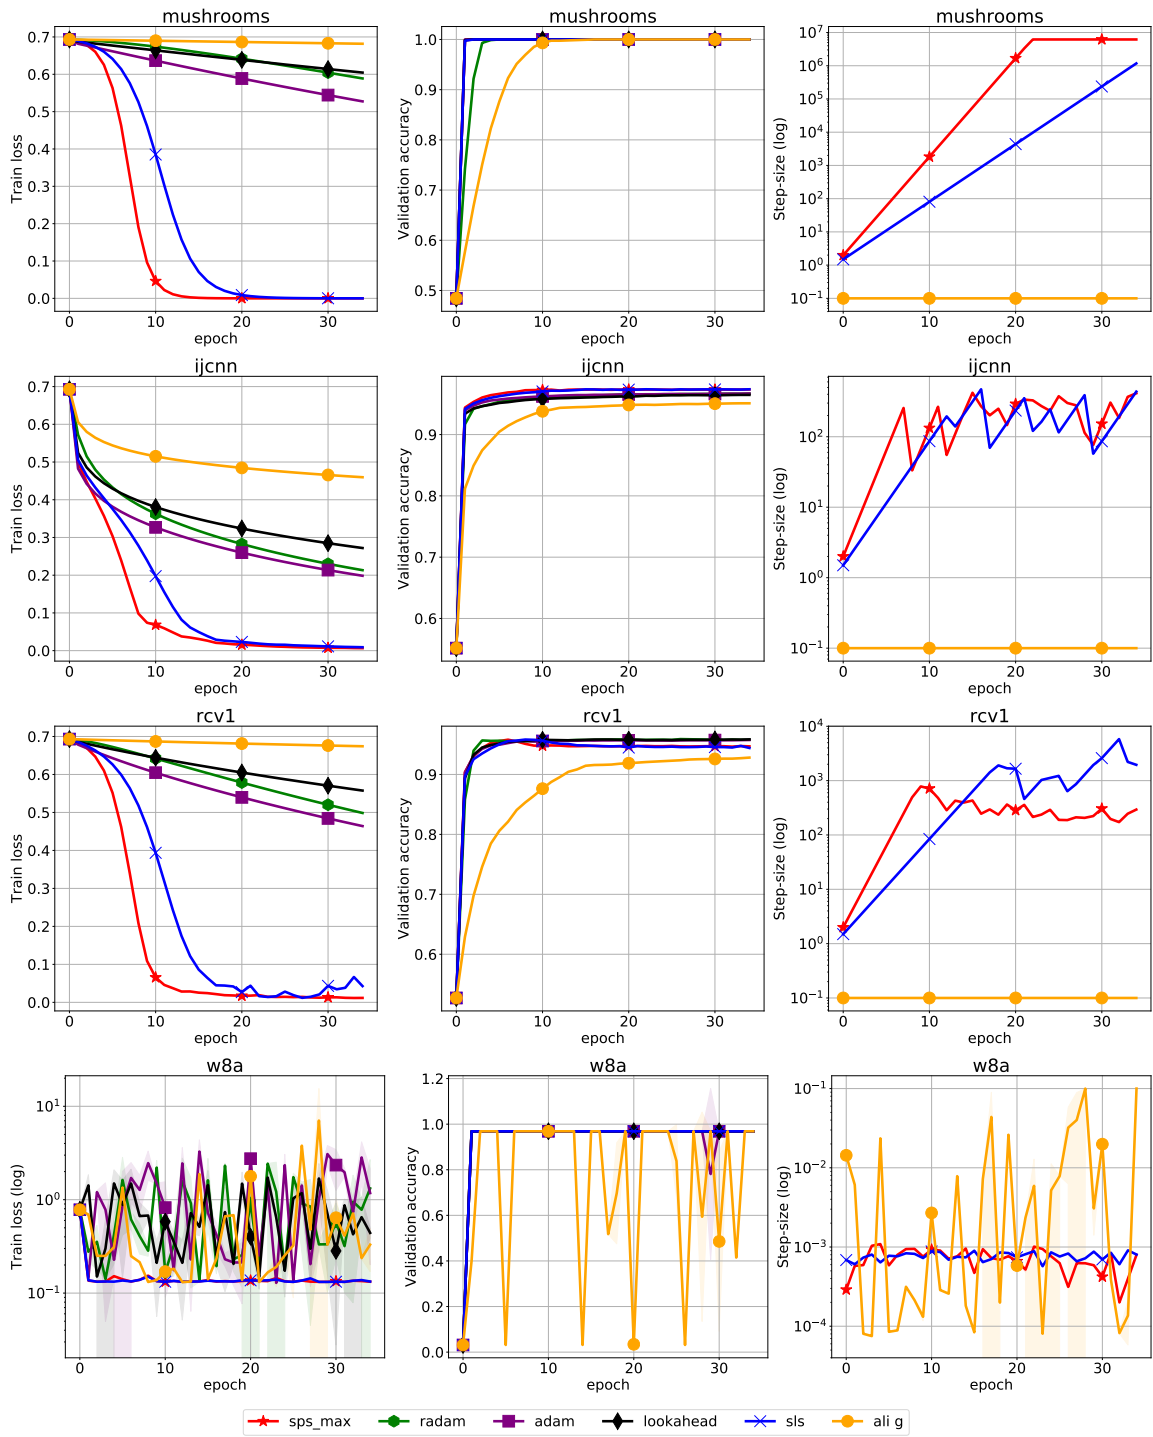 mushrooms mushrooms mushrooms
Train loss
0.7
0.6
0.5
0.4
0.3
0.2
0.1
0.0
0 10 20 30
epoch
Validation accuracy
1.0
0.9
0.8
0.7
0.6
0.5
0 10 20 30
epoch
Step-size (log)
10^7
10^6
10^5
10^4
10^3
10^2
10^1
10^0
10^−1
0 10 20 30
epoch
ijcnn ijcnn ijcnn
Train loss
0.7
0.6
0.5
0.4
0.3
0.2
0.1
0.0
0 10 20 30
epoch
Validation accuracy
0.9
0.8
0.7
0.6
0 10 20 30
epoch
Step-size (log)
10^2
10^1
10^0
10^−1
0 10 20 30
epoch
rcv1 rcv1 rcv1
Train loss
0.7
0.6
0.5
0.4
0.3
0.2
0.1
0.0
0 10 20 30
epoch
Validation accuracy
0.9
0.8
0.7
0.6
0 10 20 30
epoch
Step-size (log)
10^4
10^3
10^2
10^1
10^0
10^−1
0 10 20 30
epoch
w8a w8a w8a
Train loss (log)
10^1
10^0
10^−1
0 10 20 30
epoch
Validation accuracy
1.2
1.0
0.8
0.6
0.4
0.2
0.0
0 10 20 30
epoch
Step-size (log)
10^−1
10^−2
10^−3
10^−4
0 10 20 30
epoch
sps_max radam adam lookahead sls ali g